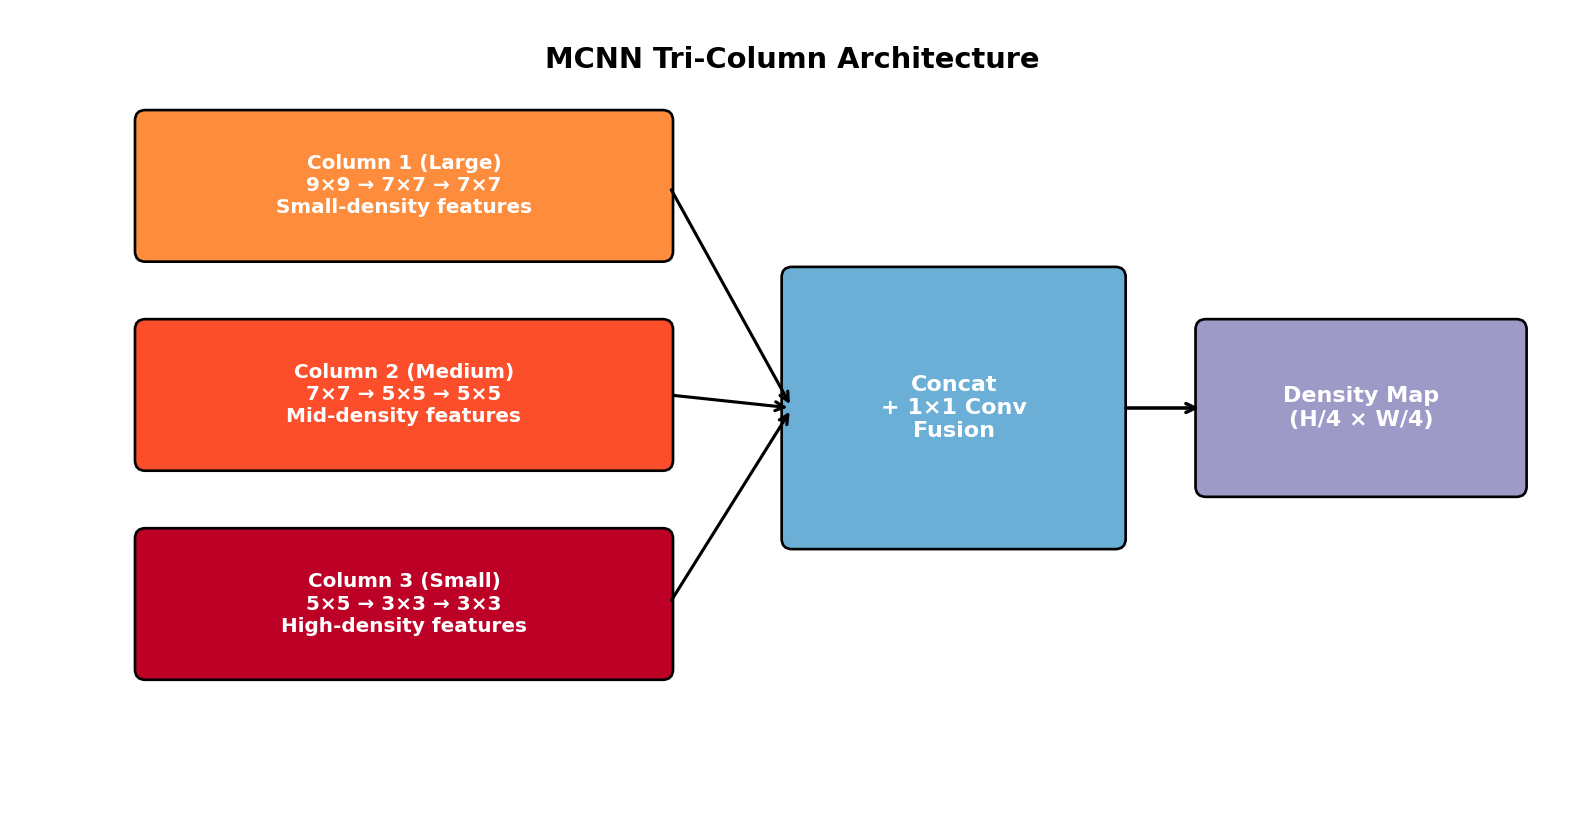 MCNN Tri-Column Architecture
Column 1 (Large)
9×9 → 7×7 → 7×7
Small-density features
Column 2 (Medium)
7×7 → 5×5 → 5×5
Mid-density features
Column 3 (Small)
5×5 → 3×3 → 3×3
High-density features
Concat
+ 1×1 Conv
Fusion
Density Map
(H/4 × W/4)